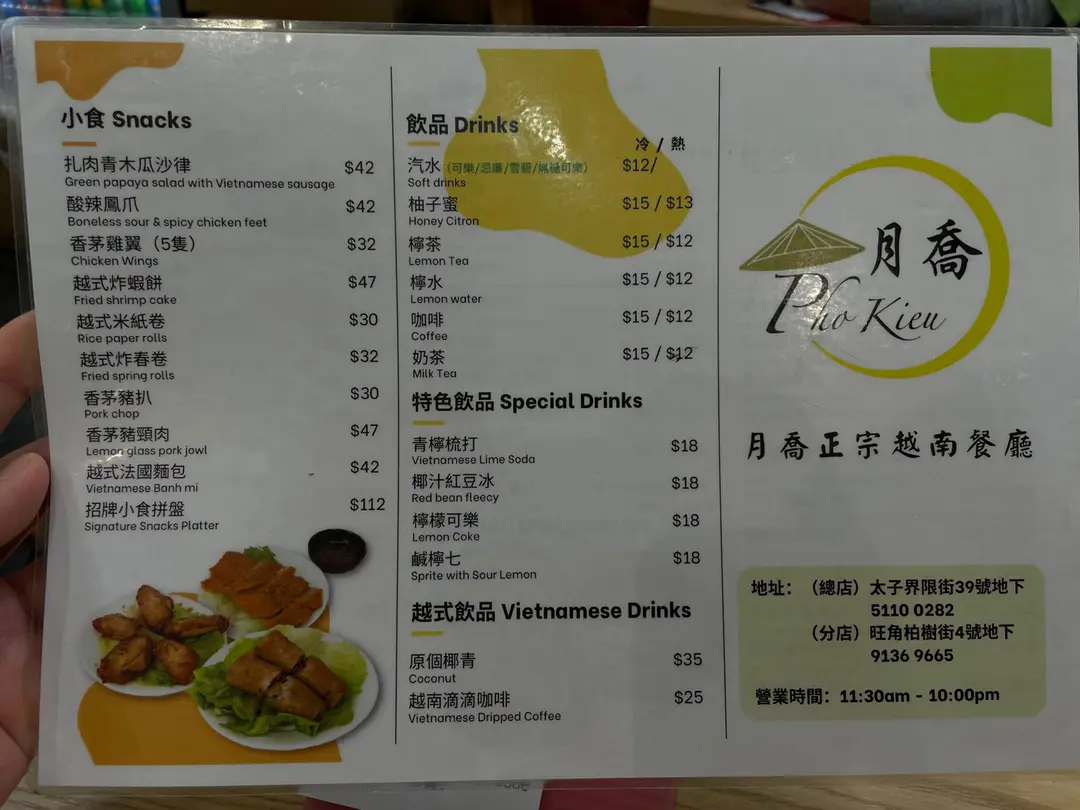 小食 Snacks
扎肉青木瓜沙律 $42
Green papaya salad with Vietnamese sausage
酸辣鳳爪 $42
Boneless sour & spicy chicken feet
香茅雞翼（5隻） $32
Chicken Wings
越式炸蝦餅 $47
Fried shrimp cake
越式米紙卷 $30
Rice paper rolls
越式炸春卷 $32
Fried spring rolls
香茅豬扒 $30
Pork chop
香茅豬頸肉 $47
Lemon glass pork jowl
越式法國麵包 $42
Vietnamese Banh mi
招牌小食拼盤 $112
Signature Snacks Platter
飲品 Drinks
冷 / 熱
汽水（可樂/忌廉/雪碧/無糖可樂） $12/
Soft drinks
柚子蜜 $15 / $13
Honey Citron
檸茶 $15 / $12
Lemon Tea
檸水 $15 / $12
Lemon water
咖啡 $15 / $12
Coffee
奶茶 $15 / $12
Milk Tea
特色飲品 Special Drinks
青檸梳打 $18
Vietnamese Lime Soda
椰汁紅豆冰 $18
Red bean fleecy
檸檬可樂 $18
Lemon Coke
鹹檸七 $18
Sprite with Sour Lemon
越式飲品 Vietnamese Drinks
原個椰青 $35
Coconut
越南滴滴咖啡 $25
Vietnamese Dripped Coffee
月喬
Pho Kieu
月喬正宗越南餐廳
地址：（總店）太子界限街39號地下
5110 0282
（分店）旺角柏樹街4號地下
9136 9665
營業時間：11:30am - 10:00pm